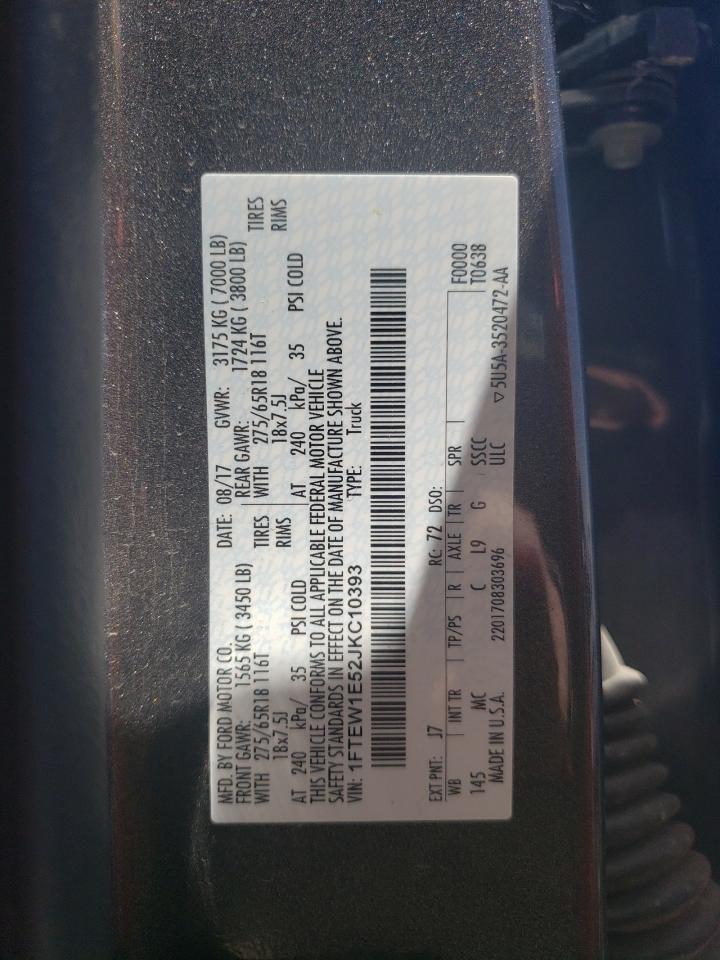 MFD. BY FORD MOTOR CO.
DATE: 08/17 GVWR: 3175 KG ( 7000 LB)
FRONT GAWR: 1565 KG ( 3450 LB) REAR GAWR: 1724 KG ( 3800 LB)
WITH 275/65R18 116T TIRES WITH 275/65R18 116T TIRES
18x7.5J RIMS 18x7.5J RIMS
AT 240 kPa/ 35 PSI COLD AT 240 kPa/ 35 PSI COLD
THIS VEHICLE CONFORMS TO ALL APPLICABLE FEDERAL MOTOR VEHICLE
SAFETY STANDARDS IN EFFECT ON THE DATE OF MANUFACTURE SHOWN ABOVE.
VIN: 1FTEW1E52JKC10393 TYPE: Truck
EXT PNT: J7 RC: 72 DSO:
WB INT TR TP/PS R AXLE TR SPR F0000
145 MC C L9 G SSCC T0638
MADE IN U.S.A. 2201708303696 ULC ▽5U5A-3520472-AA